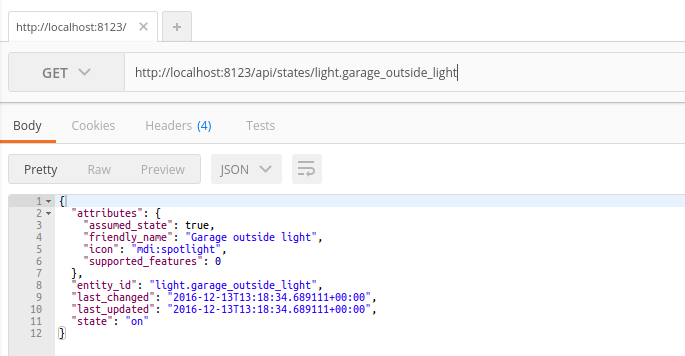 http://localhost:8123/ × +
GET http://localhost:8123/api/states/light.garage_outside_light
Body Cookies Headers (4) Tests
Pretty Raw Preview JSON
1 {
2 "attributes": {
3 "assumed_state": true,
4 "friendly_name": "Garage outside light",
5 "icon": "mdi:spotlight",
6 "supported_features": 0
7 },
8 "entity_id": "light.garage_outside_light",
9 "last_changed": "2016-12-13T13:18:34.689111+00:00",
10 "last_updated": "2016-12-13T13:18:34.689111+00:00",
11 "state": "on"
12 }